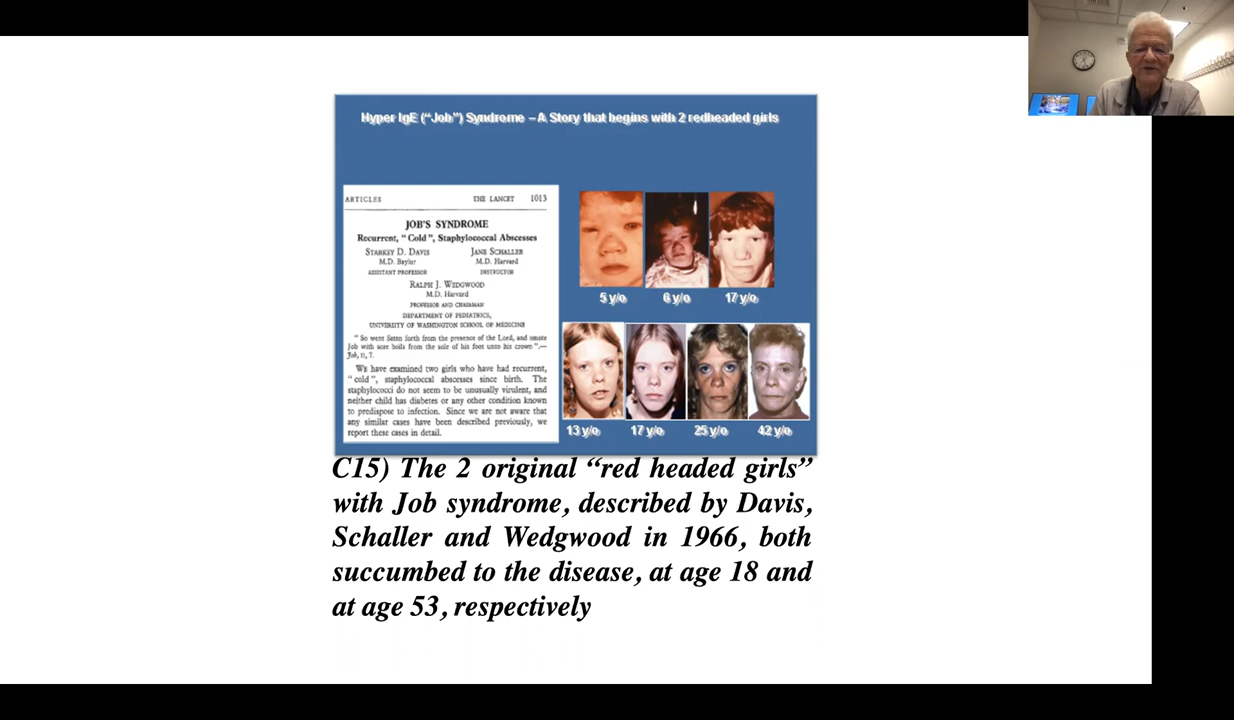 Hyper IgE ("Job") Syndrome – A Story that begins with 2 redheaded girls
ARTICLES THE LANCET 1013
JOB'S SYNDROME
Recurrent, "Cold", Staphylococcal Abscesses
STARKEY D. DAVIS
M.D. Baylor
ASSISTANT PROFESSOR
JANE SCHALLER
M.D. Harvard
INSTRUCTOR
RALPH J. WEDGWOOD
M.D. Harvard
PROFESSOR AND CHAIRMAN
DEPARTMENT OF PEDIATRICS,
UNIVERSITY OF WASHINGTON SCHOOL OF MEDICINE
" So went Satan forth from the presence of the Lord, and smote
Job with sore boils from the sole of his foot unto his crown".—
Job, II, 7.
WE have examined two girls who have had recurrent,
"cold", staphylococcal abscesses since birth. The
staphylococci do not seem to be unusually virulent, and
neither child has diabetes or any other condition known
to predispose to infection. Since we are not aware that
any similar cases have been described previously, we
report these cases in detail.
5 y/o 6 y/o 17 y/o
13 y/o 17 y/o 25 y/o 42 y/o
C15) The 2 original “red headed girls”
with Job syndrome, described by Davis,
Schaller and Wedgwood in 1966, both
succumbed to the disease, at age 18 and
at age 53, respectively